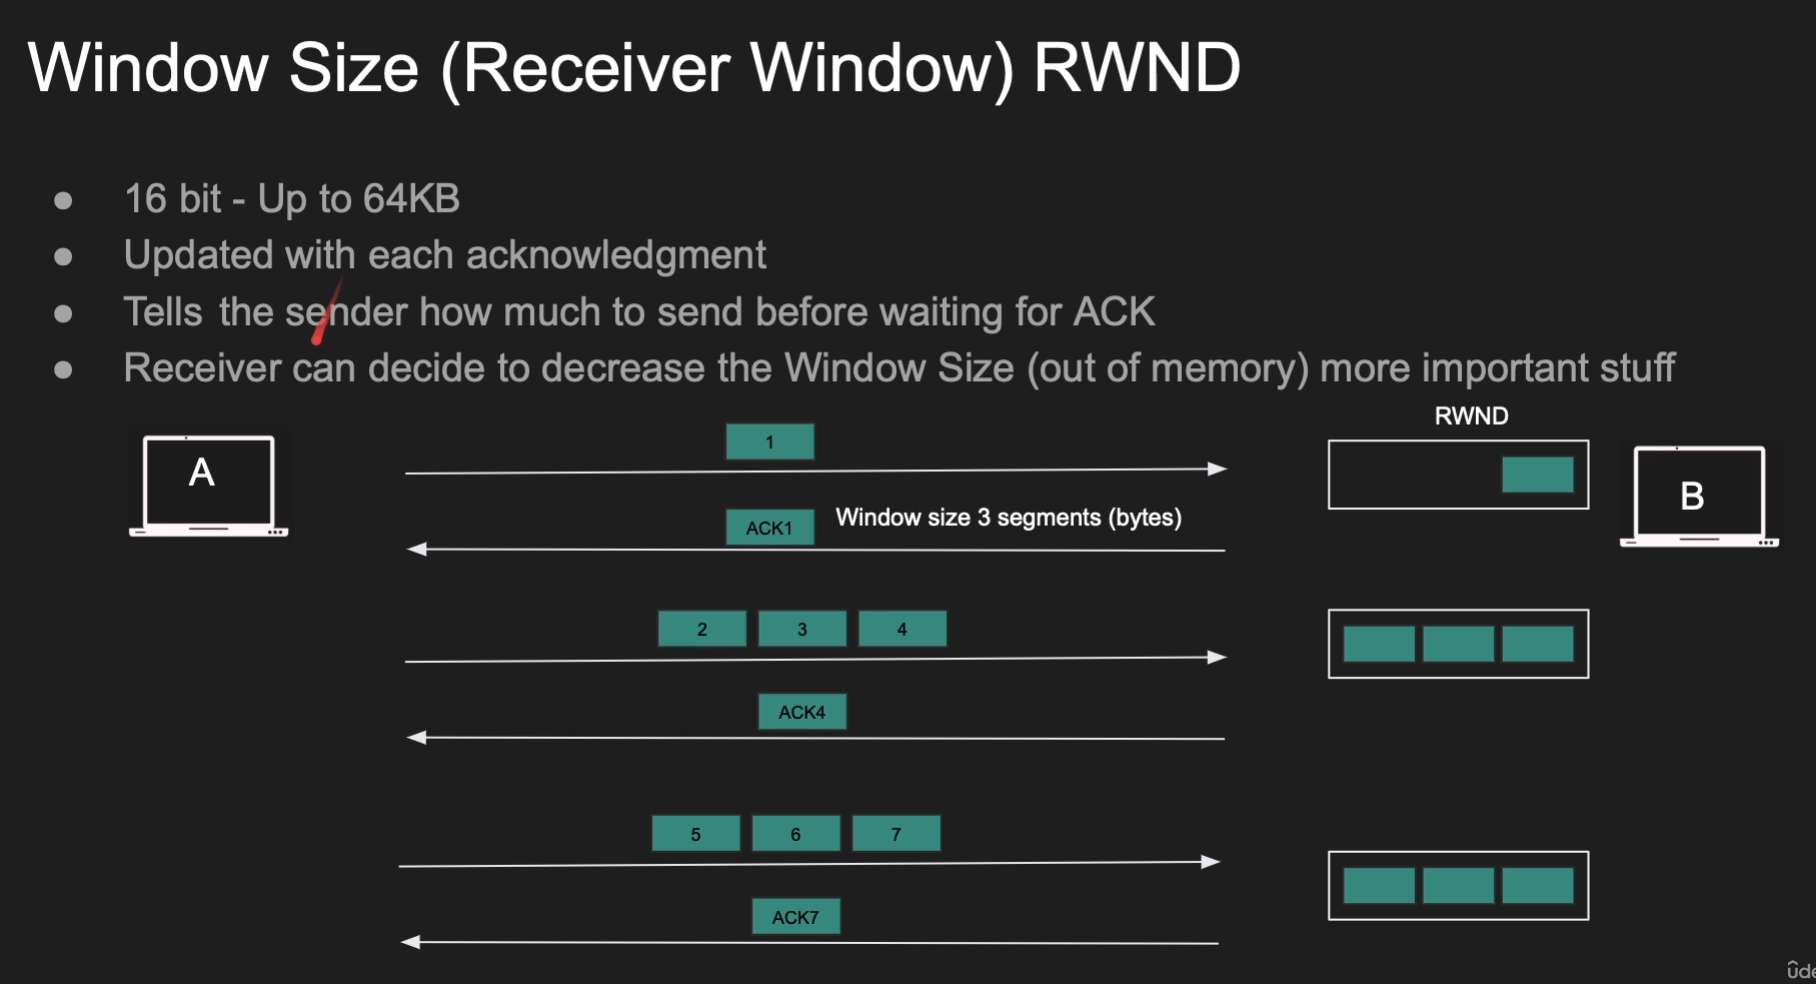 Window Size (Receiver Window) RWND
● 16 bit - Up to 64KB
● Updated with each acknowledgment
● Tells the sender how much to send before waiting for ACK
● Receiver can decide to decrease the Window Size (out of memory) more important stuff
RWND
1
A
B
ACK1
Window size 3 segments (bytes)
2 3 4
ACK4
5 6 7
ACK7